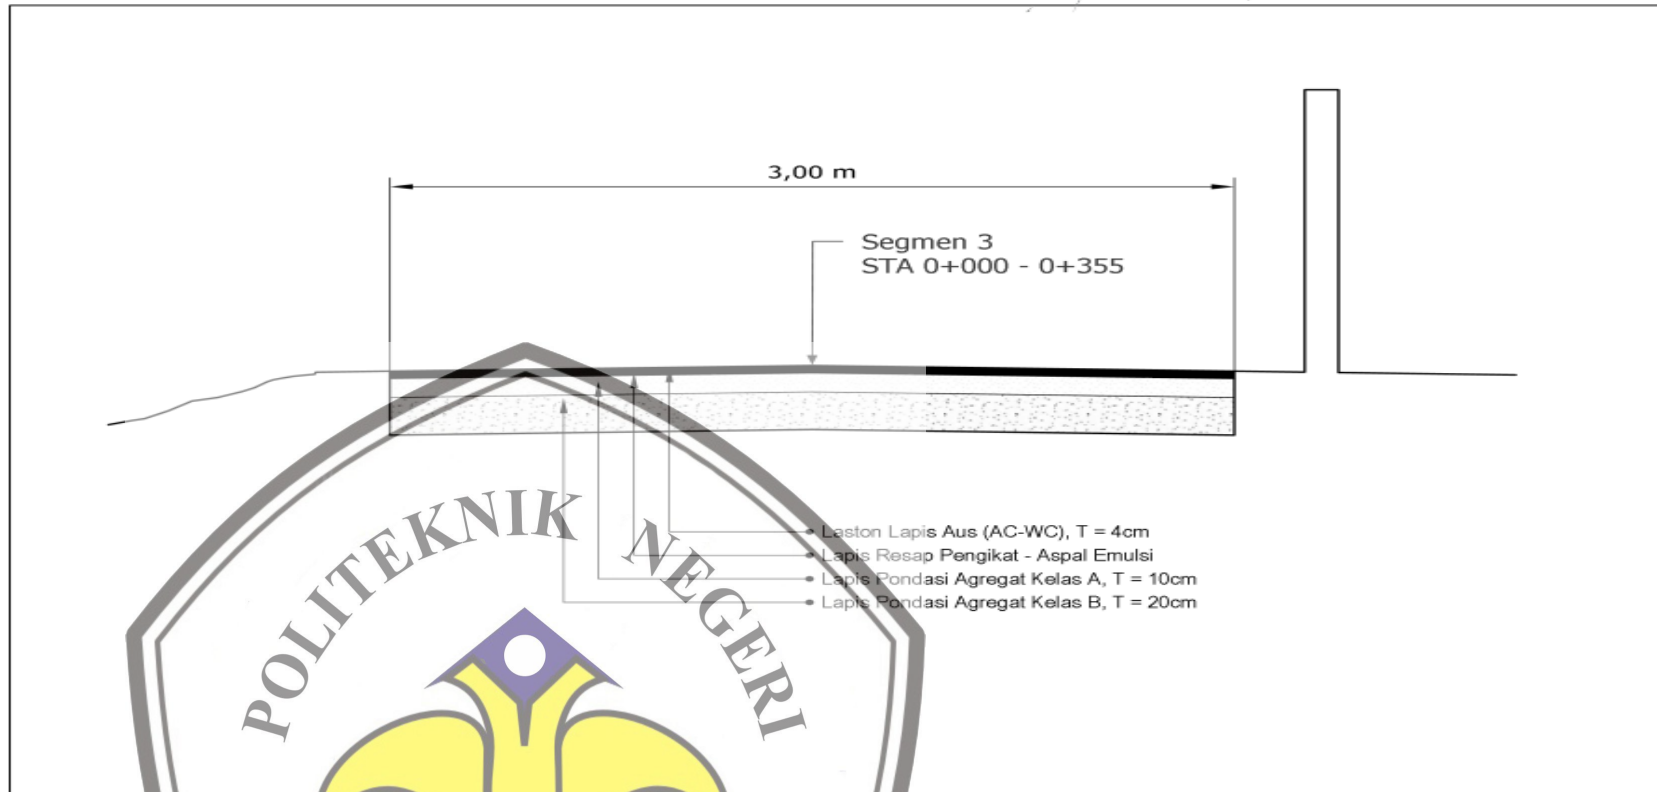 3,00 m
Segmen 3
STA 0+000 - 0+355
Laston Lapis Aus (AC-WC), T = 4cm
Lapis Resap Pengikat - Aspal Emulsi
Lapis Pondasi Agregat Kelas A, T = 10cm
Lapis Pondasi Agregat Kelas B, T = 20cm
POLITEKNIK NEGERI